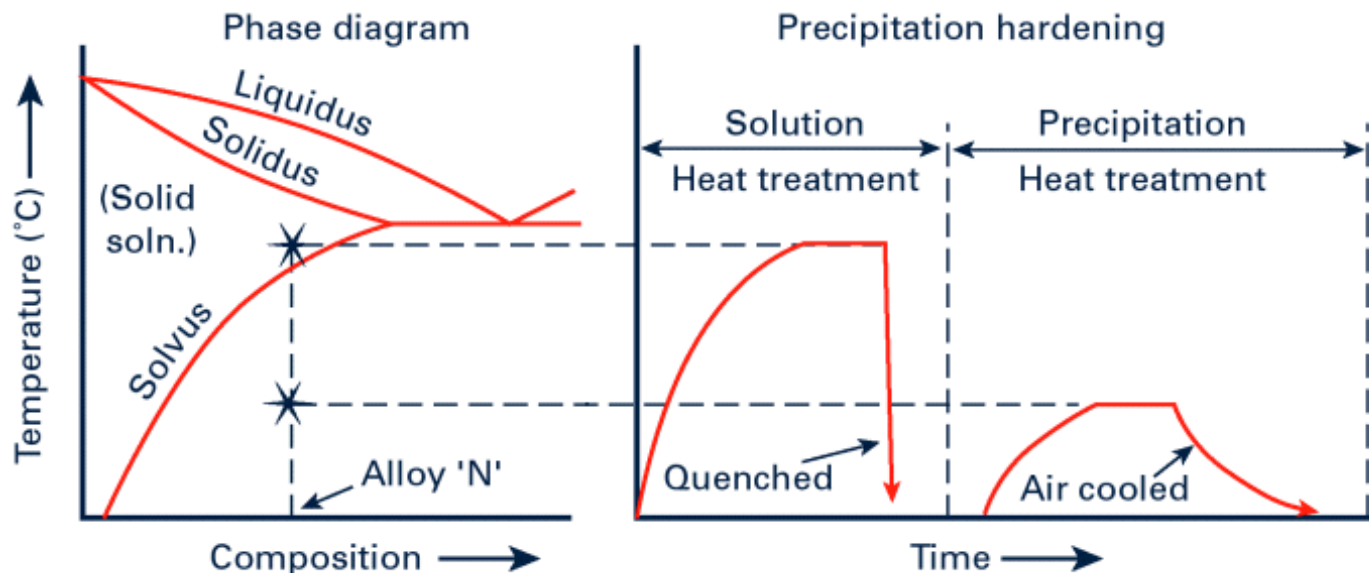 Phase diagram
Temperature (°C)
Liquidus
Solidus
(Solid
soln.)
Solvus
Alloy 'N'
Composition
Precipitation hardening
Solution
Heat treatment
Precipitation
Heat treatment
Quenched
Air cooled
Time